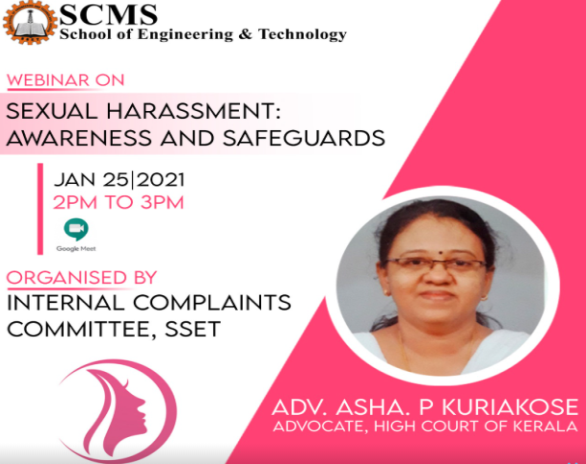 SCMS
School of Engineering & Technology
WEBINAR ON
SEXUAL HARASSMENT:
AWARENESS AND SAFEGUARDS
JAN 25|2021
2PM TO 3PM
Google Meet
ORGANISED BY
INTERNAL COMPLAINTS
COMMITTEE, SSET
ADV. ASHA. P KURIAKOSE
ADVOCATE, HIGH COURT OF KERALA